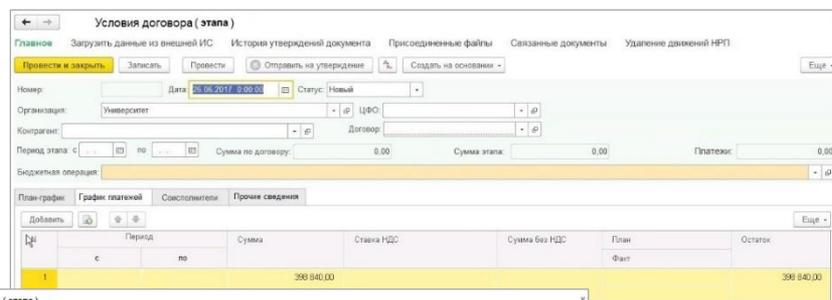 Условия договора ( этапа )
Главное Загрузить данные из внешней ИС История утверждений документа Присоединенные файлы Связанные документы Удаление движений НРП
Провести и закрыть Записать Провести Отправить на утверждение Создать на основании Еще
Номер: Дата: 26.06.2017 0:00:00 Статус: Новый
Организация: Университет ЦФО:
Контрагент: Договор:
Период этапа: с . . по . . Сумма по договору: 0,00 Сумма этапа: 0,00 Платежи: 0,00
Бюджетная операция:
План-график График платежей Соисполнители Прочие сведения
Добавить Еще
N Период Сумма Ставка НДС Сумма без НДС План Остаток
с по Факт
1 398 840,00 398 840,00
( этапа ) ×